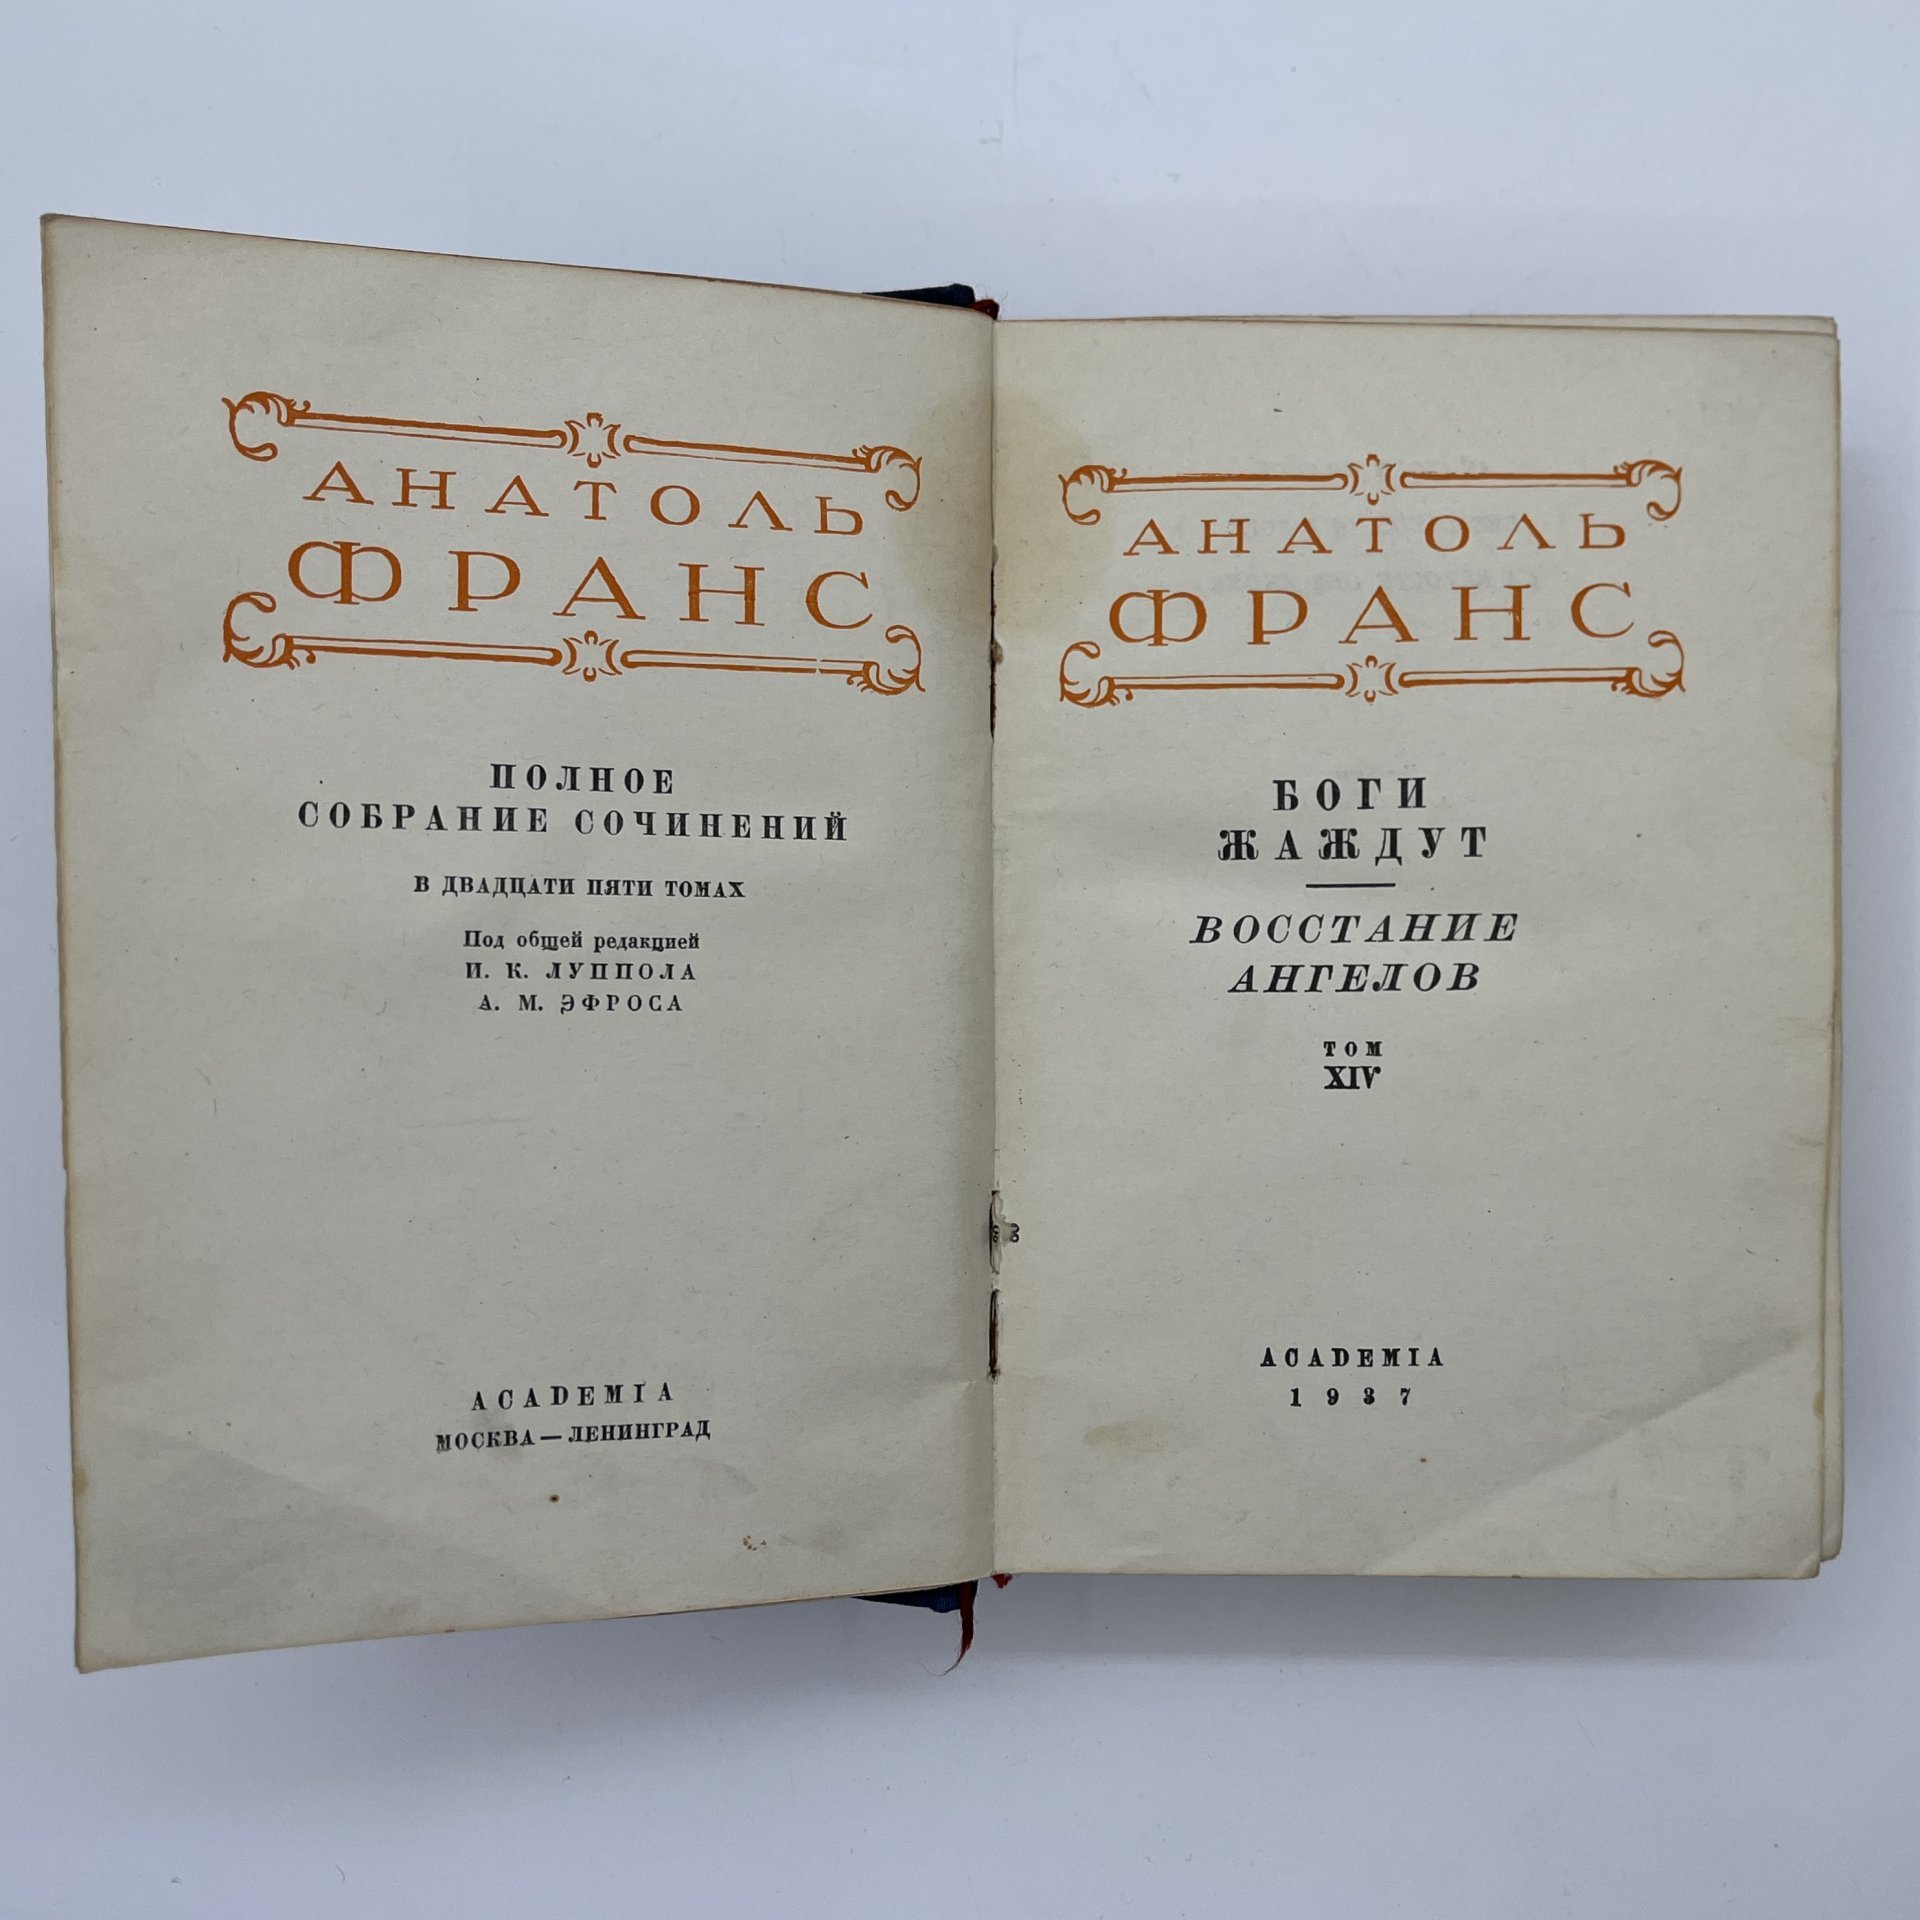 АНАТОЛЬ
ФРАНС
ПОЛНОЕ
СОБРАНИЕ СОЧИНЕНИЙ
В ДВАДЦАТИ ПЯТИ ТОМАХ
Под общей редакцией
И. К. ЛУППОЛА
А. М. ЭФРОСА
ACADEMIA
МОСКВА — ЛЕНИНГРАД
АНАТОЛЬ
ФРАНС
БОГИ
ЖАЖДУТ
ВОССТАНИЕ
АНГЕЛОВ
ТОМ
XIV
ACADEMIA
1937